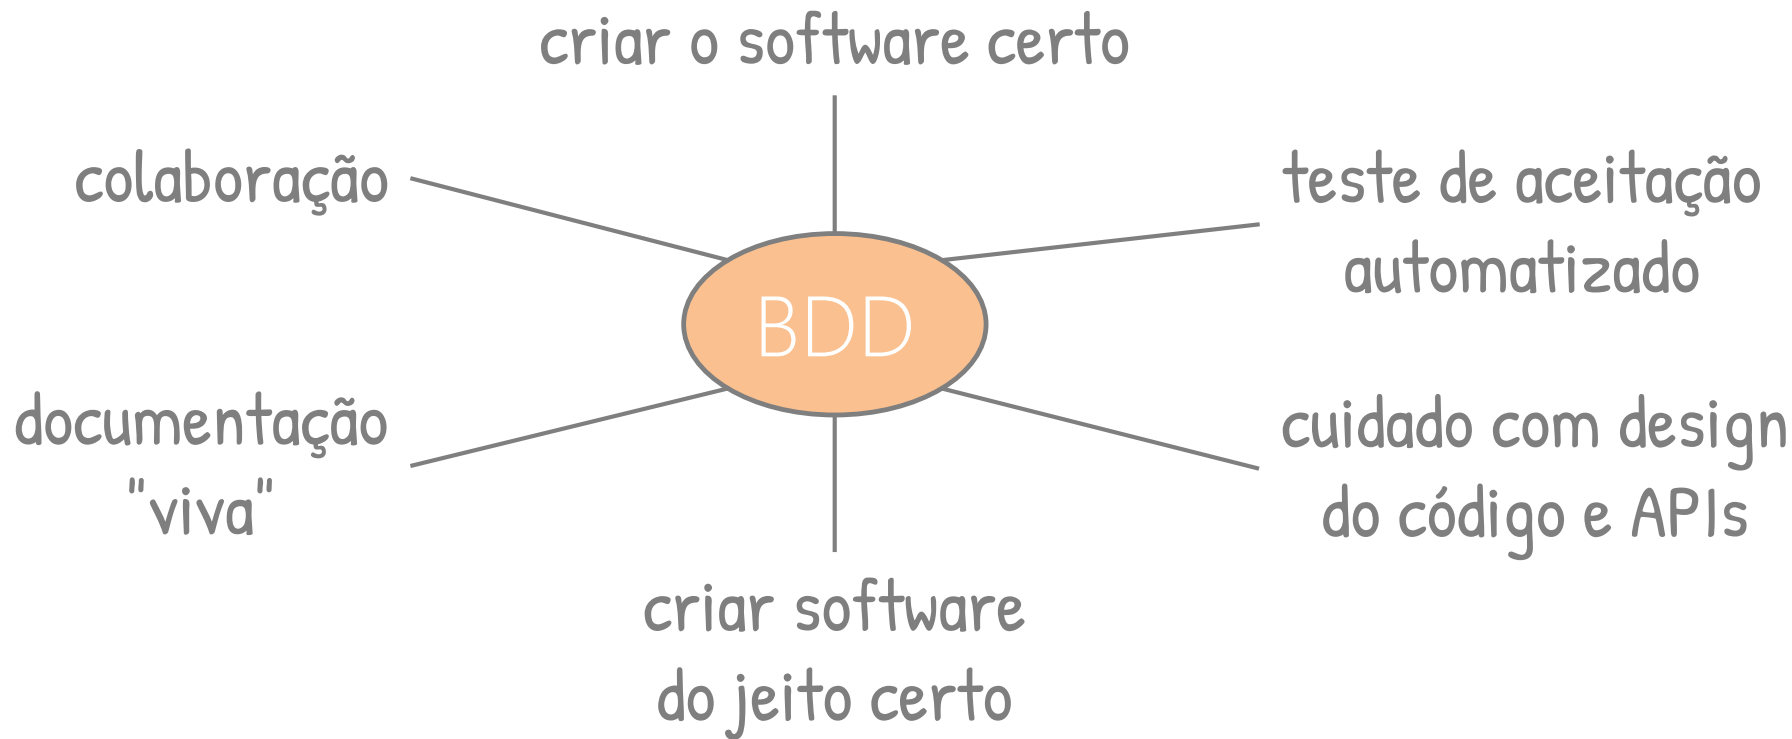 criar o software certo
colaboração
teste de aceitação
automatizado
BDD
documentação
"viva"
cuidado com design
do código e APIs
criar software
do jeito certo